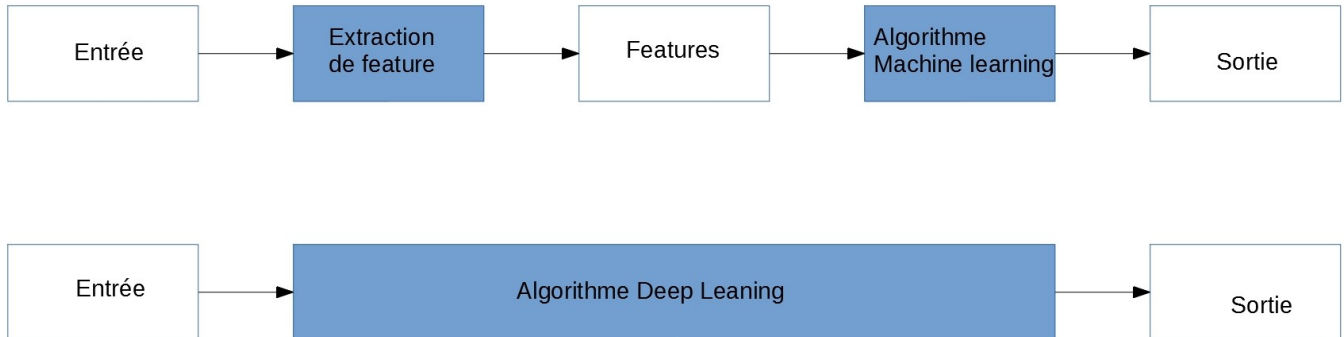 Entrée
Extraction
de feature
Features
Algorithme
Machine learning
Sortie
Entrée
Algorithme Deep Leaning
Sortie